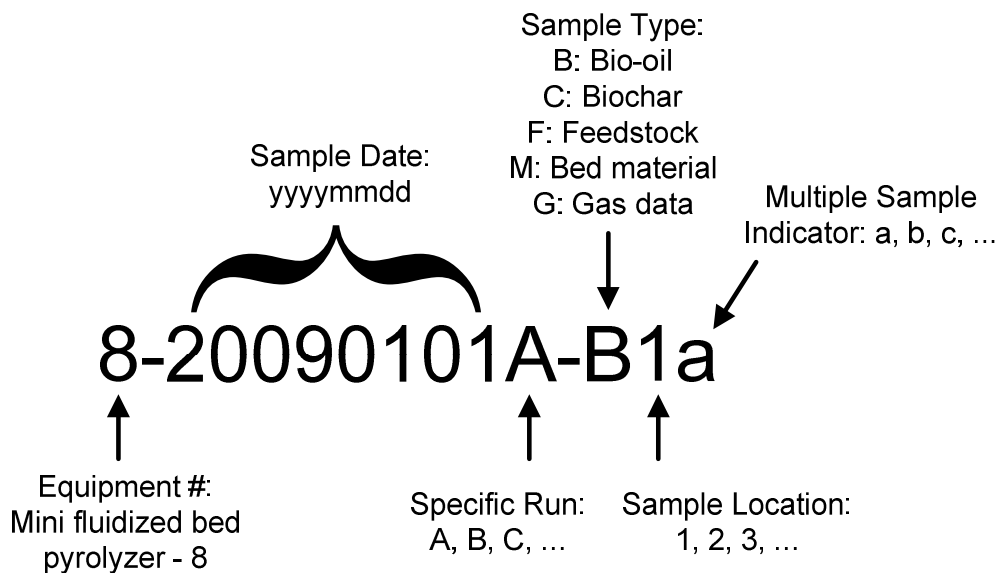 Sample Type:
B: Bio-oil
C: Biochar
F: Feedstock
M: Bed material
G: Gas data
Sample Date:
yyyymmdd
Multiple Sample
Indicator: a, b, c, ...
8-20090101A-B1a
Equipment #:
Mini fluidized bed
pyrolyzer - 8
Specific Run:
A, B, C, ...
Sample Location:
1, 2, 3, ...